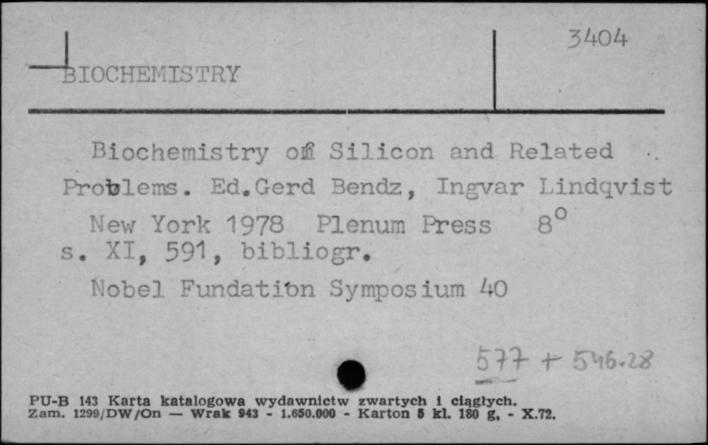 3404
BIOCHEMISTRY
Biochemistry of Silicon and Related
Problems. Ed.Gerd Bendz, Ingvar Lindqvist
New York 1978 Plenum Press 8°
s. XI, 591, bibliogr.
Nobel Fundation Symposium 40
577 + 546.28
PU-B 143 Karta katalogowa wydawnictw zwartych i ciągłych.
Zam. 1299/DW/On — Wrak 943 - 1.650.000 - Karton 5 kl. 180 g, - X.72.